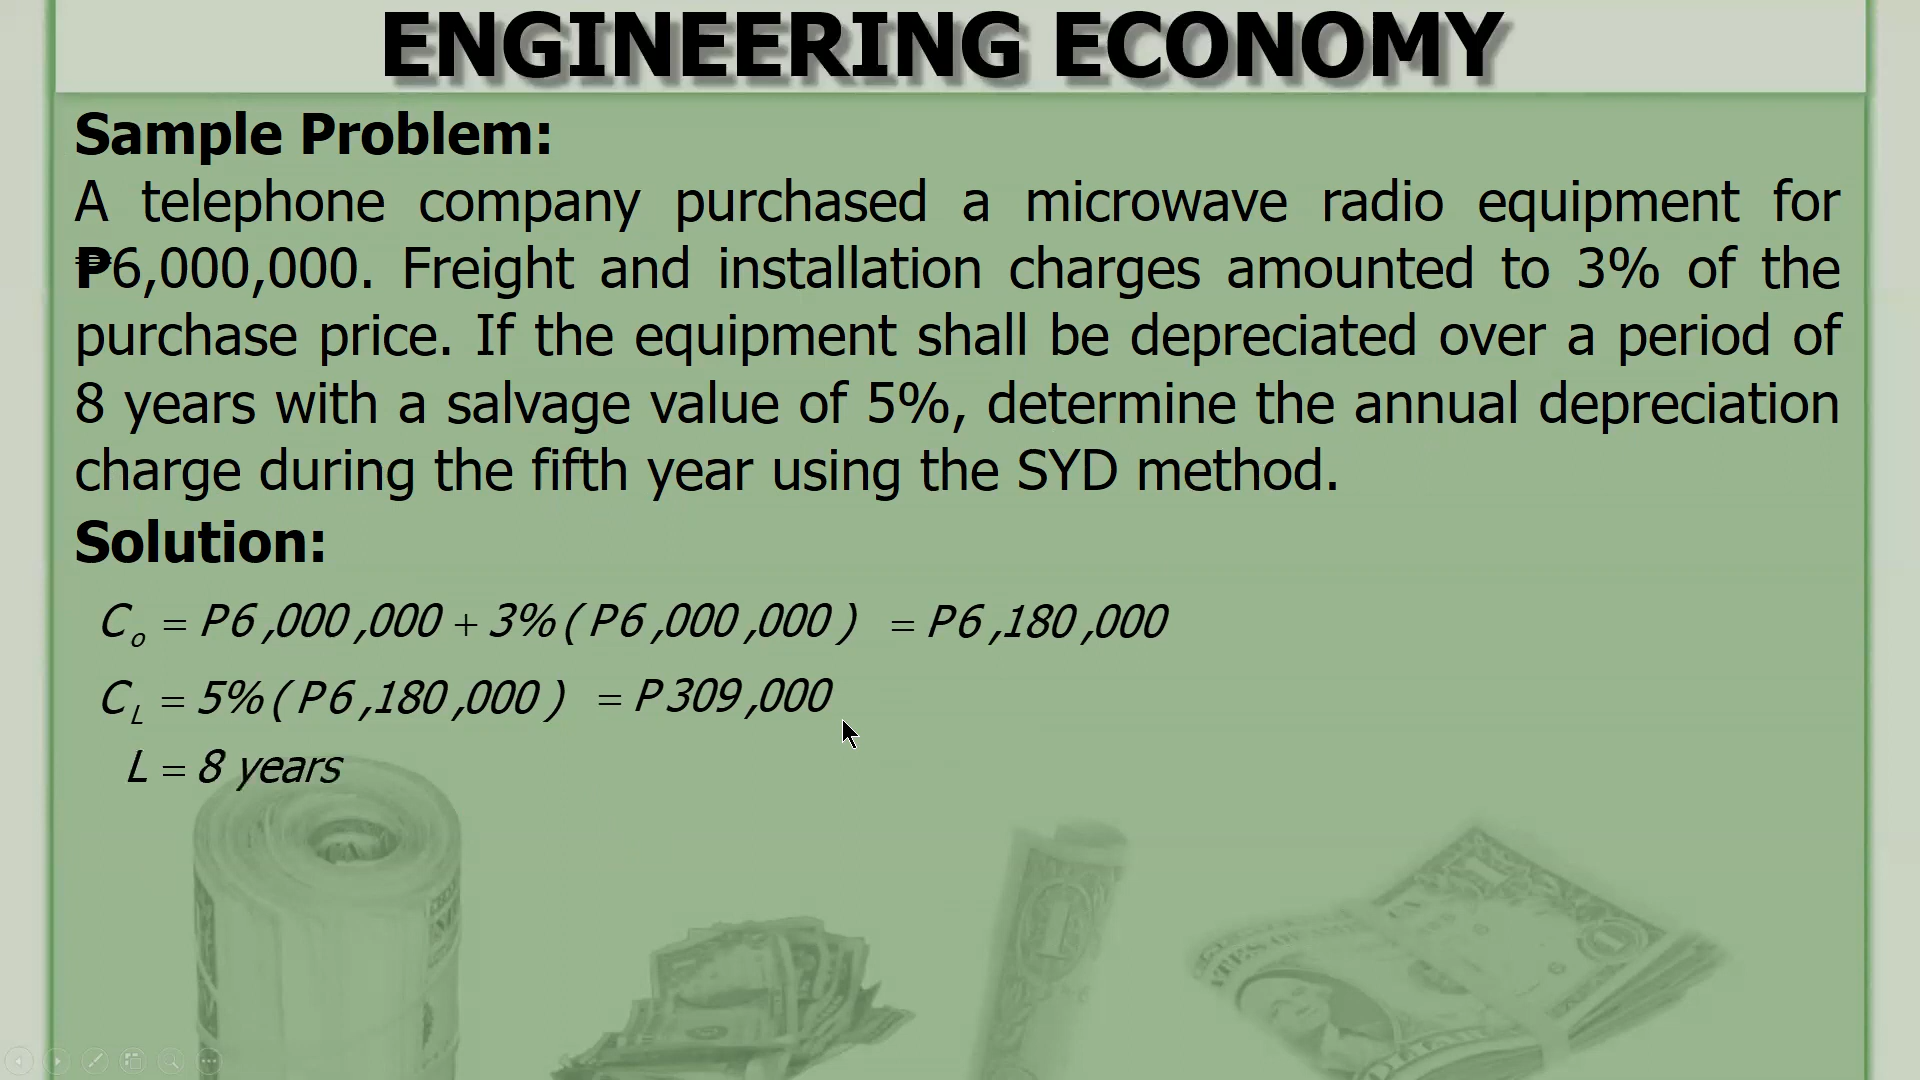 ENGINEERING ECONOMY
Sample Problem:
A telephone company purchased a microwave radio equipment for
₱6,000,000. Freight and installation charges amounted to 3% of the
purchase price. If the equipment shall be depreciated over a period of
8 years with a salvage value of 5%, determine the annual depreciation
charge during the fifth year using the SYD method.
Solution:
C_o = P6,000,000 + 3%(P6,000,000) = P6,180,000
C_L = 5%(P6,180,000) = P309,000
L = 8 years